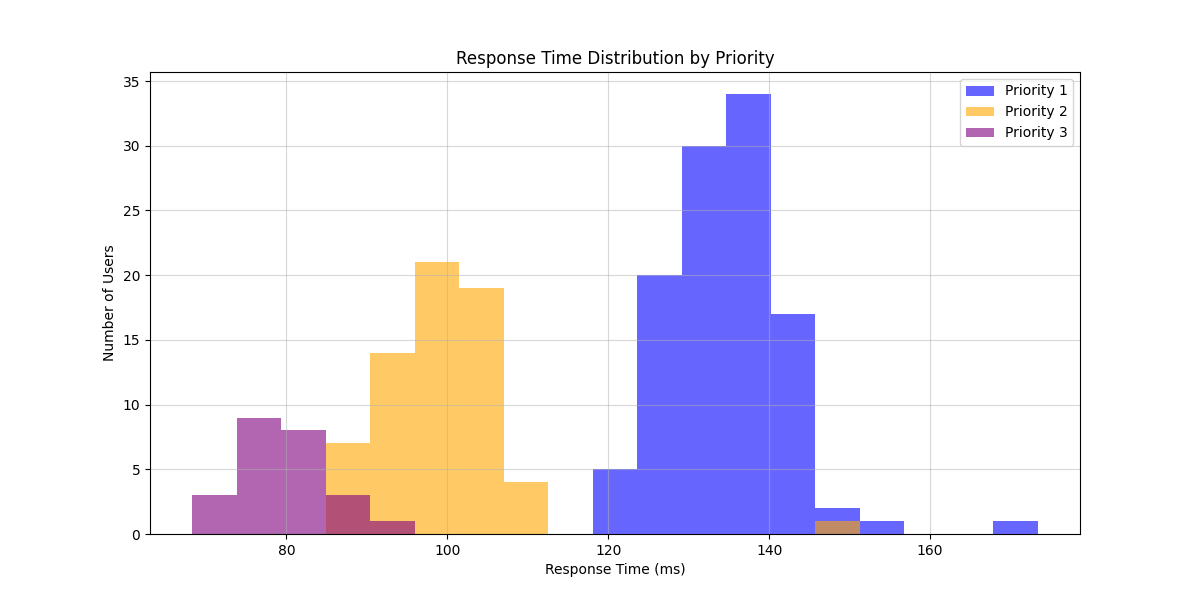 Response Time Distribution by Priority
35
30
25
20
15
10
5
0
Number of Users
Priority 1
Priority 2
Priority 3
80 100 120 140 160
Response Time (ms)